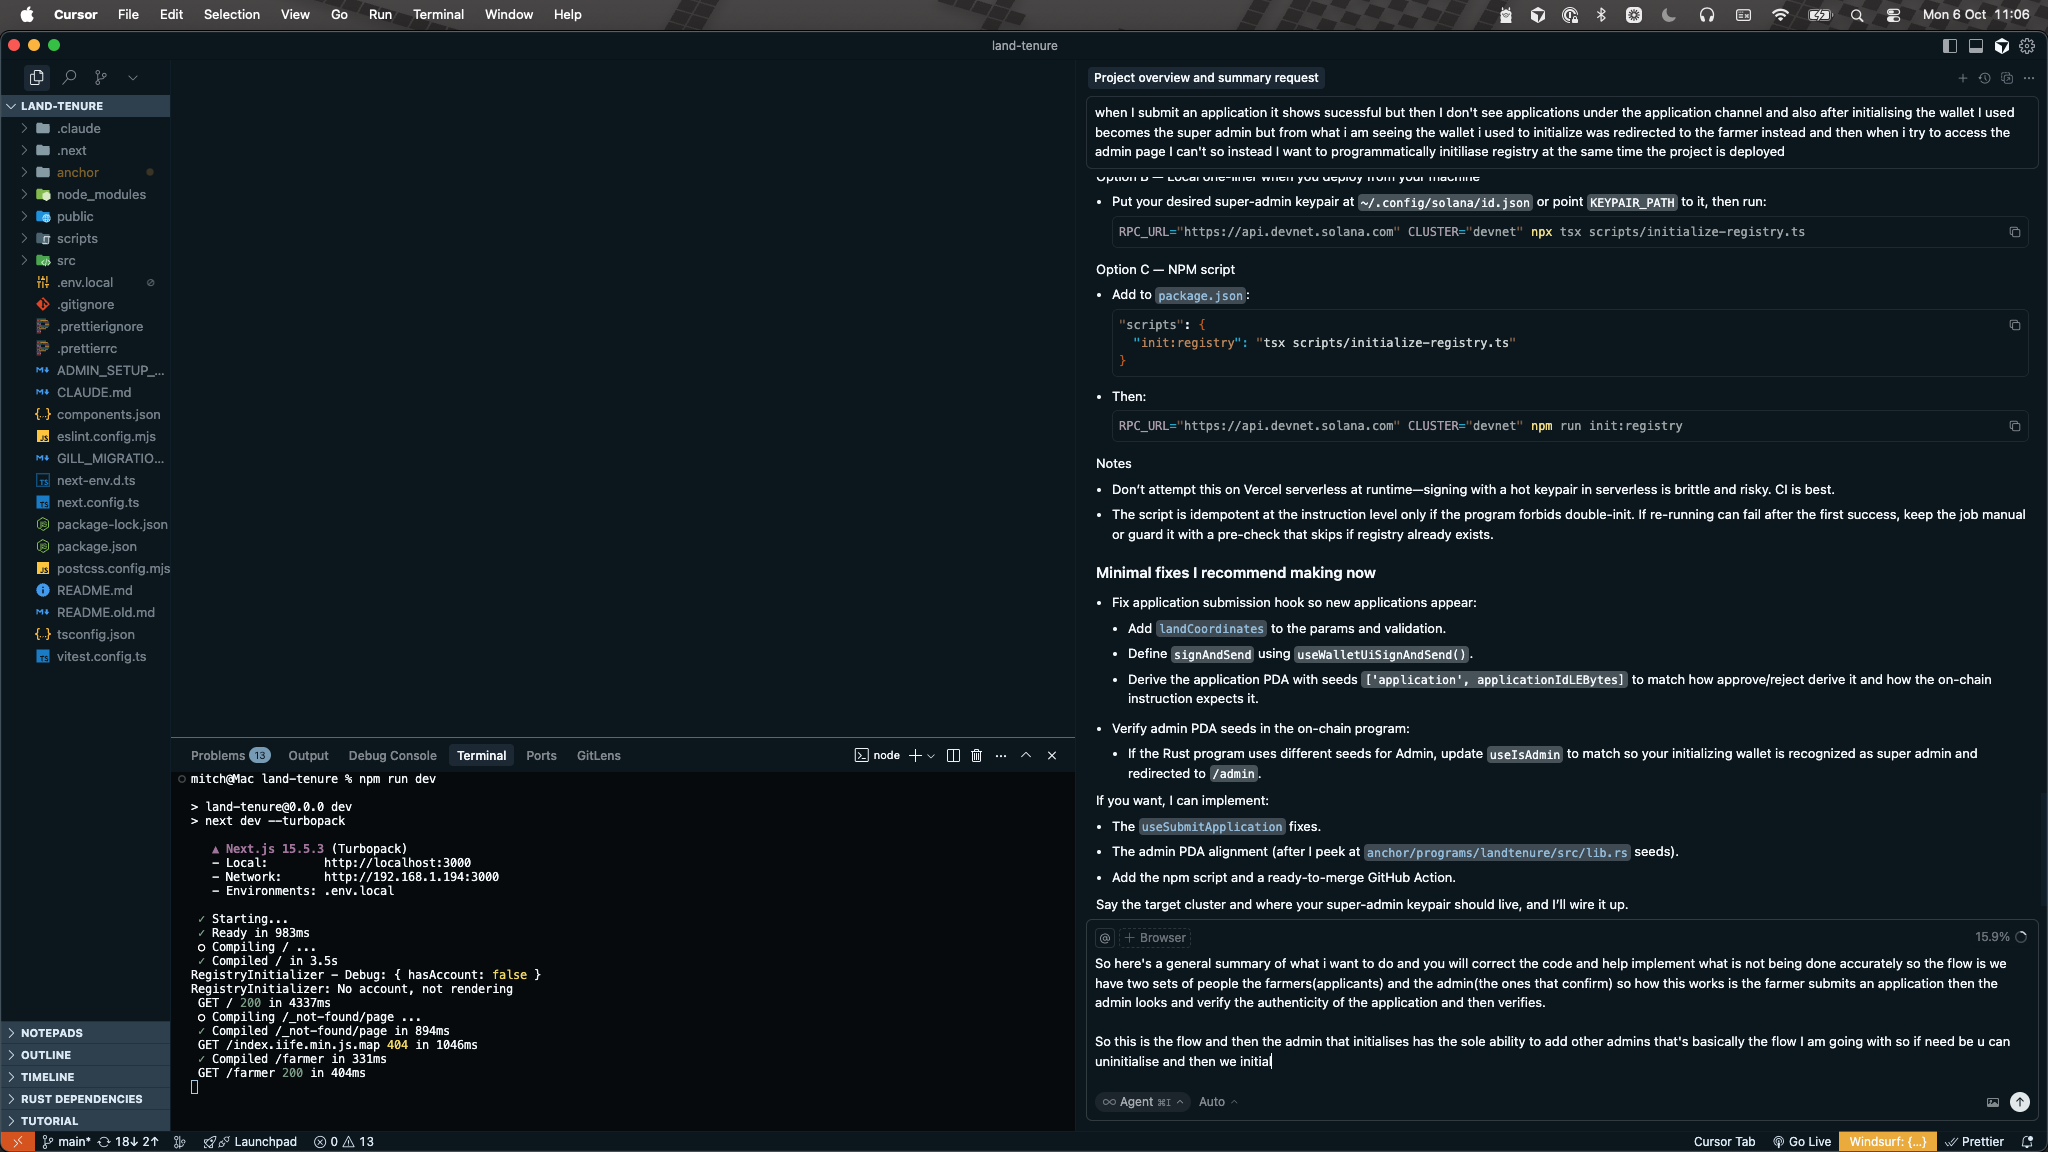 Cursor File Edit Selection View Go Run Terminal Window Help
Mon 6 Oct 11:06
land-tenure
LAND-TENURE
.claude
.next
anchor
node_modules
public
scripts
src
.env.local
.gitignore
.prettierignore
.prettierrc
ADMIN_SETUP_...
CLAUDE.md
components.json
eslint.config.mjs
GILL_MIGRATIO...
next-env.d.ts
next.config.ts
package-lock.json
package.json
postcss.config.mjs
README.md
README.old.md
tsconfig.json
vitest.config.ts
NOTEPADS
OUTLINE
TIMELINE
RUST DEPENDENCIES
TUTORIAL
Problems 13 Output Debug Console Terminal Ports GitLens
node
mitch@Mac land-tenure % npm run dev
> land-tenure@0.0.0 dev
> next dev --turbopack
▲ Next.js 15.5.3 (Turbopack)
- Local: http://localhost:3000
- Network: http://192.168.1.194:3000
- Environments: .env.local
✓ Starting...
✓ Ready in 983ms
○ Compiling / ...
✓ Compiled / in 3.5s
RegistryInitializer - Debug: { hasAccount: false }
RegistryInitializer: No account, not rendering
GET / 200 in 4337ms
○ Compiling /_not-found/page ...
✓ Compiled /_not-found/page in 894ms
GET /index.iife.min.js.map 404 in 1046ms
✓ Compiled /farmer in 331ms
GET /farmer 200 in 404ms
Project overview and summary request
when I submit an application it shows sucessful but then I don't see applications under the application channel and also after initialising the wallet I used
becomes the super admin but from what i am seeing the wallet i used to initialize was redirected to the farmer instead and then when i try to access the
admin page I can't so instead I want to programmatically initiliase registry at the same time the project is deployed
Option B — Local one-liner when you deploy from your machine
• Put your desired super-admin keypair at ~/.config/solana/id.json or point KEYPAIR_PATH to it, then run:
RPC_URL="https://api.devnet.solana.com" CLUSTER="devnet" npx tsx scripts/initialize-registry.ts
Option C — NPM script
• Add to package.json:
"scripts": {
"init:registry": "tsx scripts/initialize-registry.ts"
}
• Then:
RPC_URL="https://api.devnet.solana.com" CLUSTER="devnet" npm run init:registry
Notes
• Don't attempt this on Vercel serverless at runtime—signing with a hot keypair in serverless is brittle and risky. CI is best.
• The script is idempotent at the instruction level only if the program forbids double-init. If re-running can fail after the first success, keep the job manual
or guard it with a pre-check that skips if registry already exists.
Minimal fixes I recommend making now
• Fix application submission hook so new applications appear:
• Add landCoordinates to the params and validation.
• Define signAndSend using useWalletUiSignAndSend().
• Derive the application PDA with seeds ['application', applicationIdLEBytes] to match how approve/reject derive it and how the on-chain
instruction expects it.
• Verify admin PDA seeds in the on-chain program:
• If the Rust program uses different seeds for Admin, update useIsAdmin to match so your initializing wallet is recognized as super admin and
redirected to /admin.
If you want, I can implement:
• The useSubmitApplication fixes.
• The admin PDA alignment (after I peek at anchor/programs/landtenure/src/lib.rs seeds).
• Add the npm script and a ready-to-merge GitHub Action.
Say the target cluster and where your super-admin keypair should live, and I'll wire it up.
@ + Browser 15.9%
So here's a general summary of what i want to do and you will correct the code and help implement what is not being done accurately so the flow is we
have two sets of people the farmers(applicants) and the admin(the ones that confirm) so how this works is the farmer submits an application then the
admin looks and verify the authenticity of the application and then verifies.
So this is the flow and then the admin that initialises has the sole ability to add other admins that's basically the flow I am going with so if need be u can
uninitialise and then we initial
Agent ⌘I Auto
main* 18↓ 2↑ Launchpad 0 13
Cursor Tab Go Live Windsurf: {...} Prettier